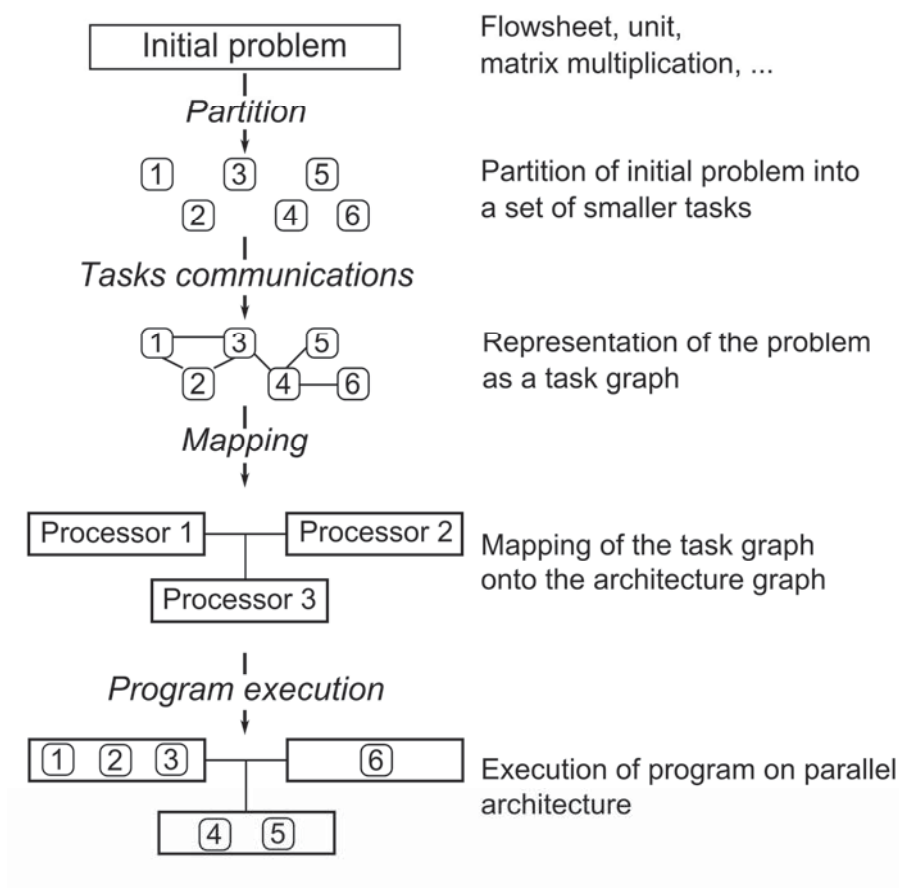 Initial problem
Flowsheet, unit,
matrix multiplication, ...
Partition
1 3 5
2 4 6
Partition of initial problem into
a set of smaller tasks
Tasks communications
1 3 5
2 4 6
Representation of the problem
as a task graph
Mapping
Processor 1 Processor 2
Processor 3
Mapping of the task graph
onto the architecture graph
Program execution
1 2 3 6
4 5
Execution of program on parallel
architecture